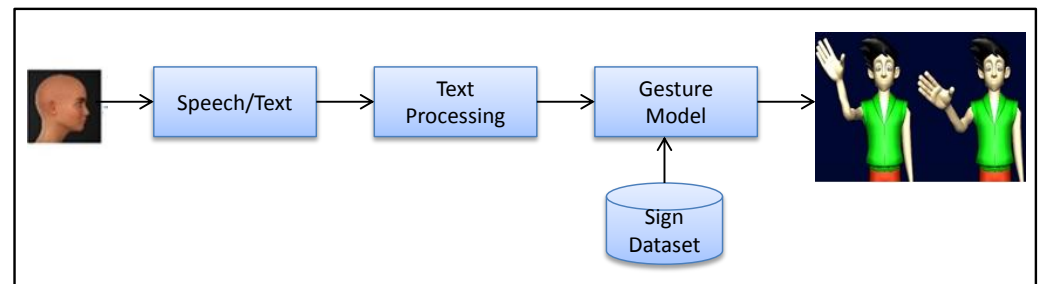 Speech/Text
Text
Processing
Gesture
Model
Sign
Dataset